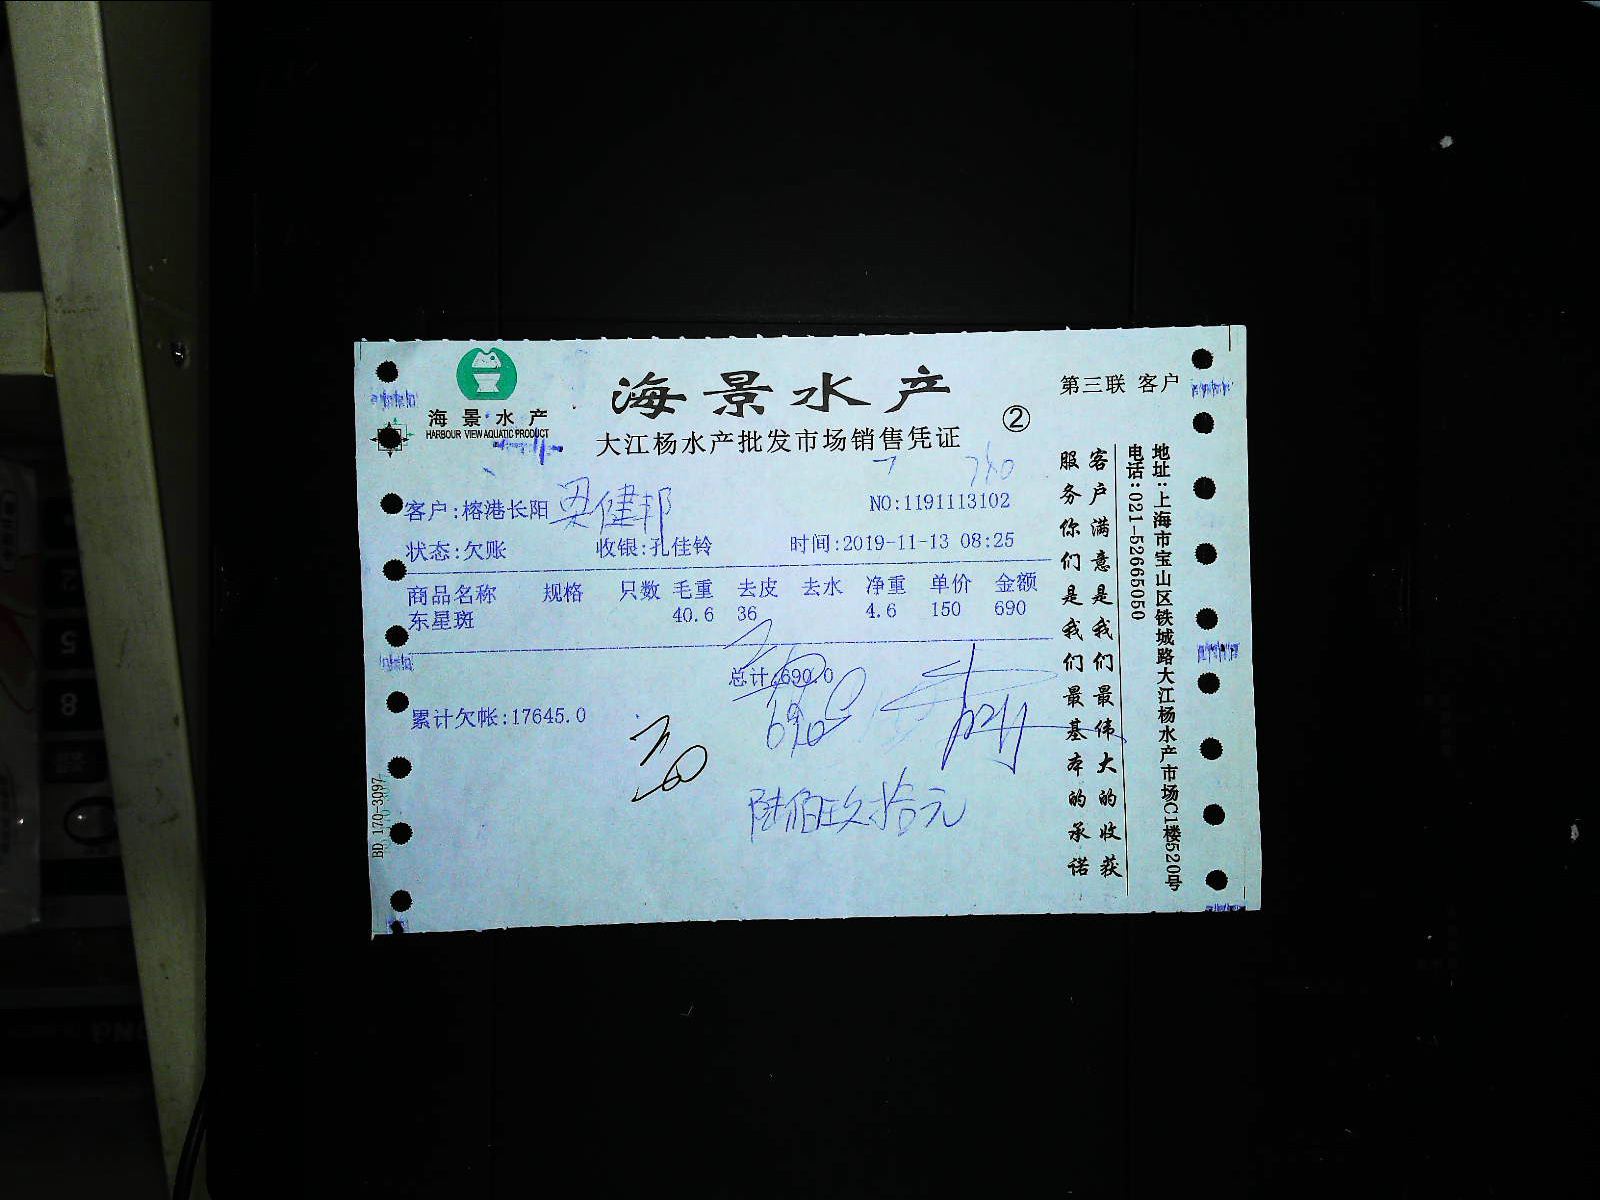 海景水产
HARBOUR VIEW AQUATIC PRODUCT
海景水产
大江杨水产批发市场销售凭证
②
第三联 客户
客户:榕港长阳 梁健邦
NO:1191113102
状态:欠账 收银:孔佳铃 时间:2019-11-13 08:25
商品名称 规格 只数 毛重 去皮 去水 净重 单价 金额
东星斑 40.6 36 4.6 150 690
总计:690.0
累计欠帐:17645.0
690
陆佰玖拾元
客户满意是我们最伟大的收获
服务你们是我们最基本的承诺
地址:上海市宝山区铁城路大江杨水产市场C1楼520号
电话:021-52665050
BD 170-3097